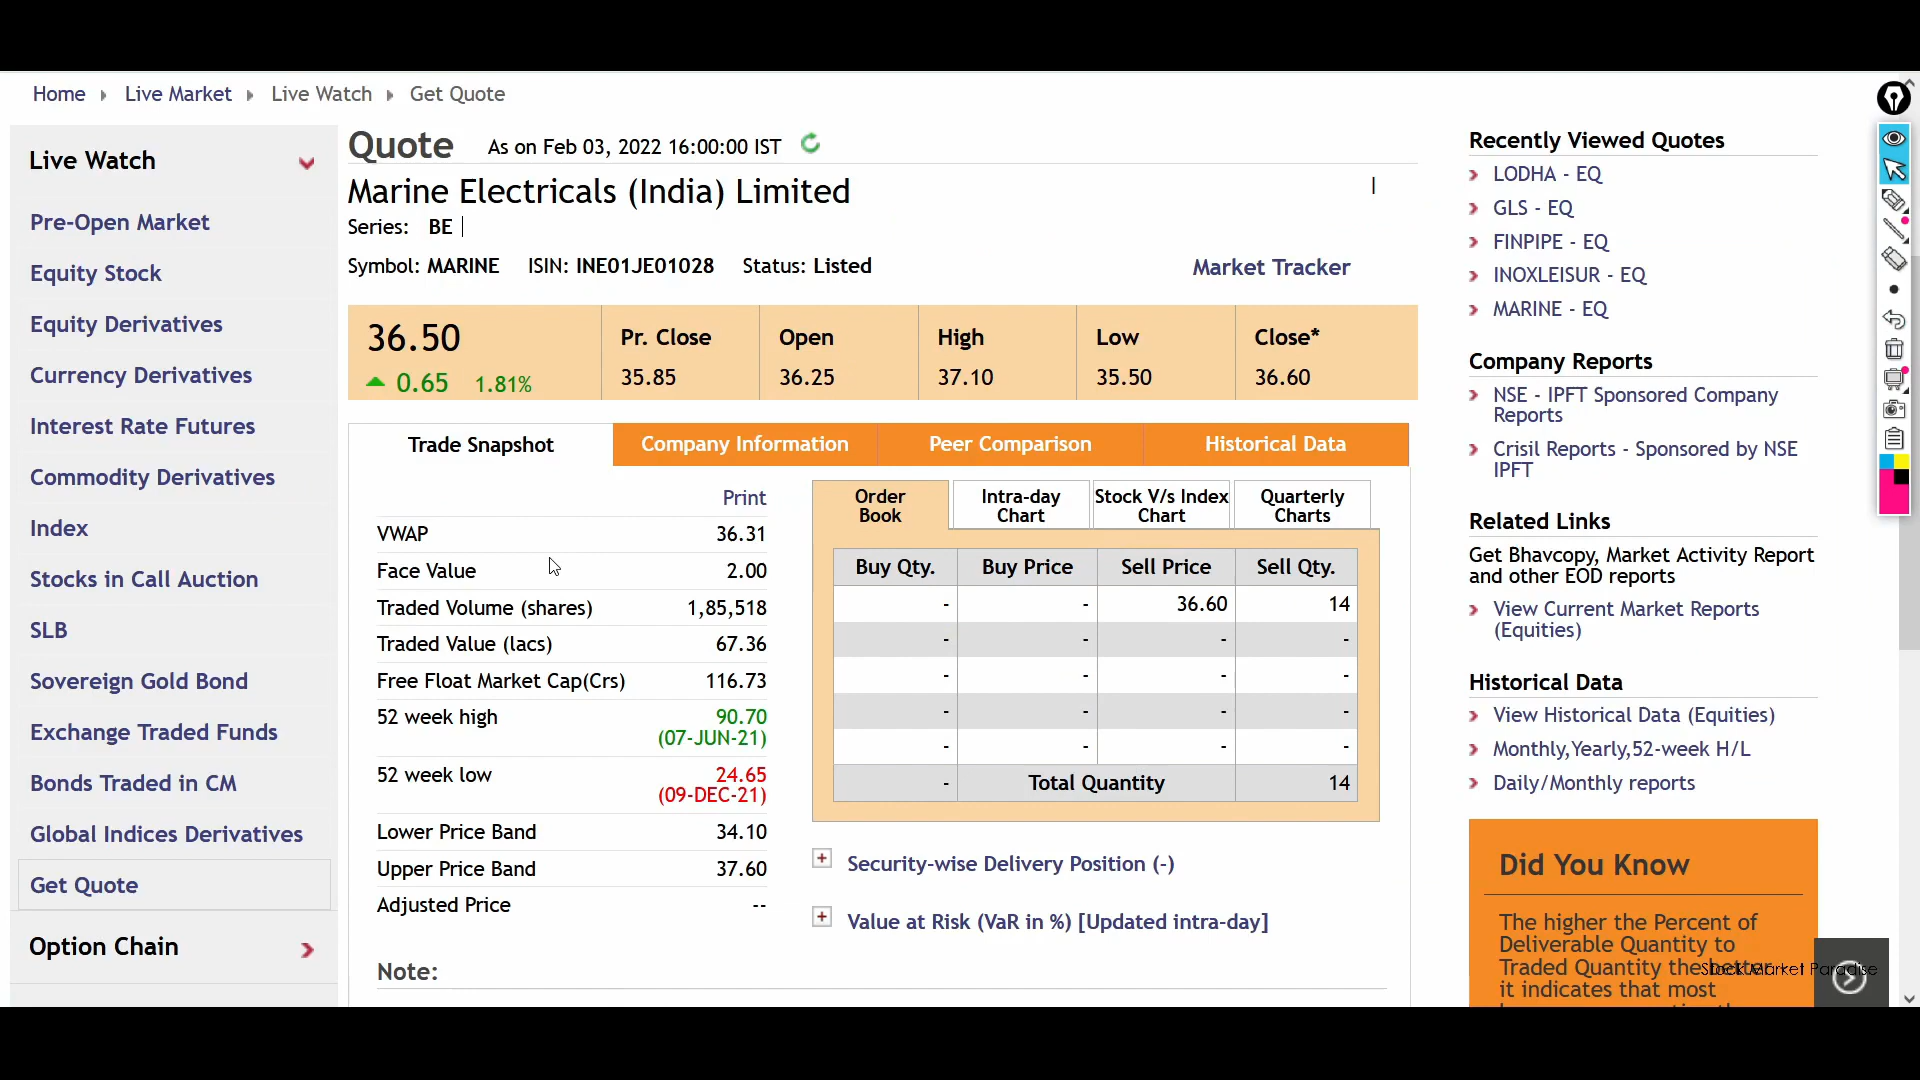 Home Live Market Live Watch Get Quote
Live Watch
Pre-Open Market
Equity Stock
Equity Derivatives
Currency Derivatives
Interest Rate Futures
Commodity Derivatives
Index
Stocks in Call Auction
SLB
Sovereign Gold Bond
Exchange Traded Funds
Bonds Traded in CM
Global Indices Derivatives
Get Quote
Option Chain
Quote As on Feb 03, 2022 16:00:00 IST
Marine Electricals (India) Limited |
Series: BE |
Symbol: MARINE ISIN: INE01JE01028 Status: Listed Market Tracker
36.50 Pr. Close Open High Low Close*
0.65 1.81% 35.85 36.25 37.10 35.50 36.60
Trade Snapshot Company Information Peer Comparison Historical Data
Print
VWAP 36.31
Face Value 2.00
Traded Volume (shares) 1,85,518
Traded Value (lacs) 67.36
Free Float Market Cap(Crs) 116.73
52 week high 90.70
(07-JUN-21)
52 week low 24.65
(09-DEC-21)
Lower Price Band 34.10
Upper Price Band 37.60
Adjusted Price --
Note:
Order Intra-day Stock V/s Index Quarterly
Book Chart Chart Charts
Buy Qty. Buy Price Sell Price Sell Qty.
- - 36.60 14
- - - -
- - - -
- - - -
- - - -
- Total Quantity 14
Security-wise Delivery Position (-)
Value at Risk (VaR in %) [Updated intra-day]
Recently Viewed Quotes
LODHA - EQ
GLS - EQ
FINPIPE - EQ
INOXLEISUR - EQ
MARINE - EQ
Company Reports
NSE - IPFT Sponsored Company
Reports
Crisil Reports - Sponsored by NSE
IPFT
Related Links
Get Bhavcopy, Market Activity Report
and other EOD reports
View Current Market Reports
(Equities)
Historical Data
View Historical Data (Equities)
Monthly,Yearly,52-week H/L
Daily/Monthly reports
Did You Know
The higher the Percent of
Deliverable Quantity to
Traded Quantity the better -
it indicates that most
Stock Market Paradise